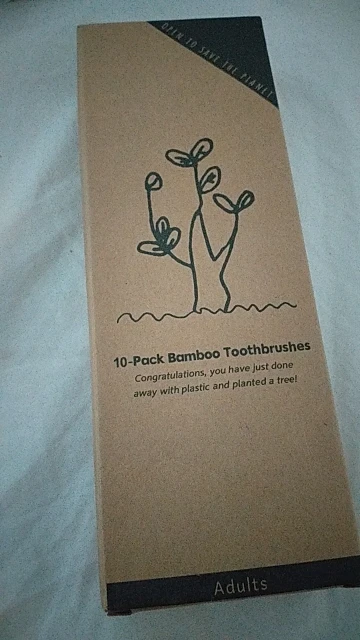 OPEN TO SAVE THE PLANET
10-Pack Bamboo Toothbrushes
Congratulations, you have just done
away with plastic and planted a tree!
Adults